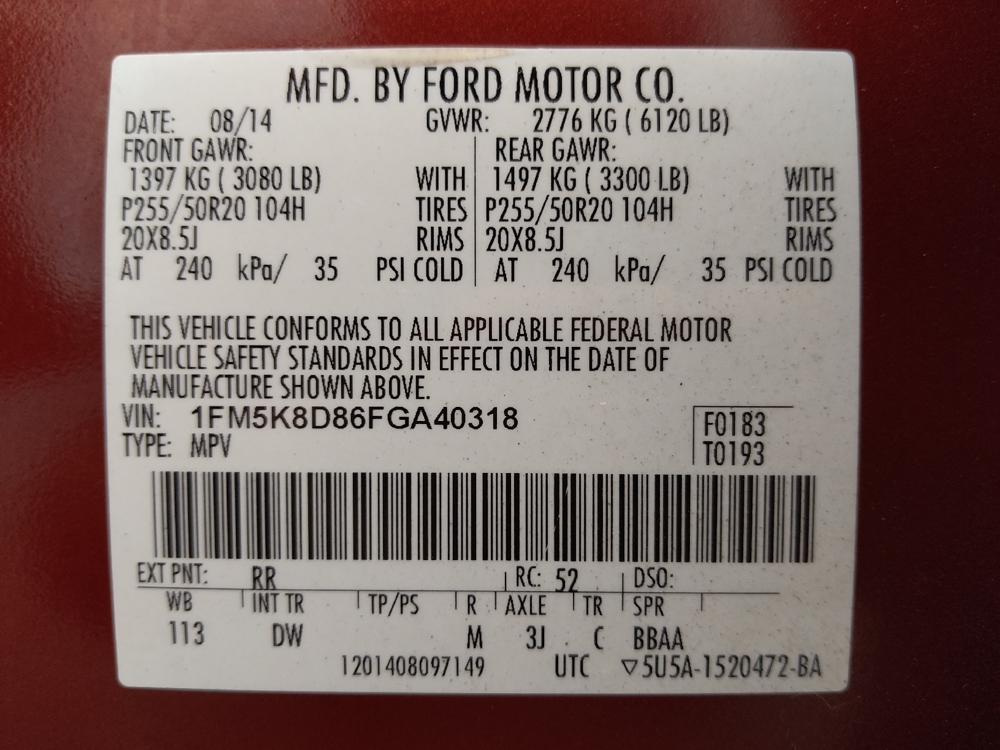 MFD. BY FORD MOTOR CO.
DATE: 08/14 GVWR: 2776 KG ( 6120 LB)
FRONT GAWR: REAR GAWR:
1397 KG ( 3080 LB) WITH 1497 KG ( 3300 LB) WITH
P255/50R20 104H TIRES P255/50R20 104H TIRES
20X8.5J RIMS 20X8.5J RIMS
AT 240 kPa/ 35 PSI COLD AT 240 kPa/ 35 PSI COLD
THIS VEHICLE CONFORMS TO ALL APPLICABLE FEDERAL MOTOR
VEHICLE SAFETY STANDARDS IN EFFECT ON THE DATE OF
MANUFACTURE SHOWN ABOVE.
VIN: 1FM5K8D86FGA40318 F0183
TYPE: MPV T0193
EXT PNT: RR RC: 52 DSO:
WB INT TR TP/PS R AXLE TR SPR
113 DW M 3J C BBAA
1201408097149 UTC ▽5U5A-1520472-BA